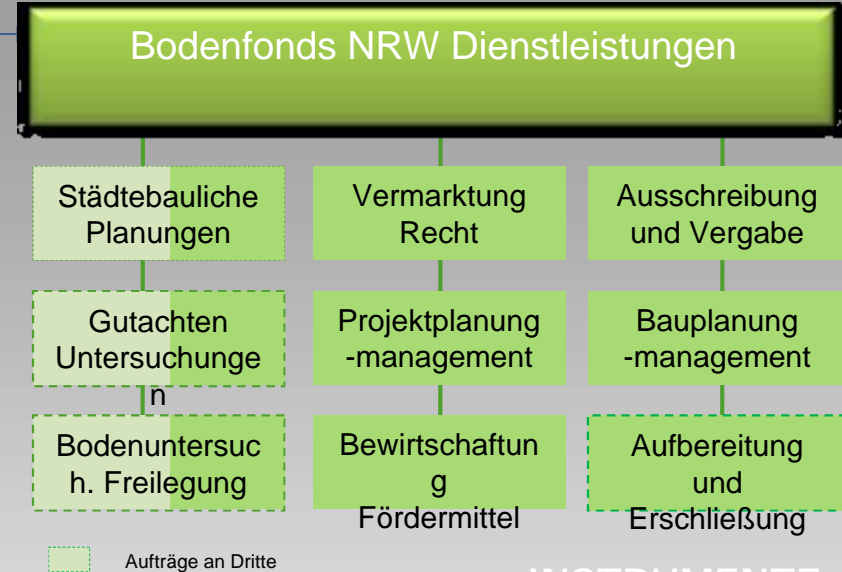 Bodenfonds NRW Dienstleistungen
Städtebauliche
Planungen
Vermarktung
Recht
Ausschreibung
und Vergabe
Gutachten
Untersuchunge
n
Projektplanung
-management
Bauplanung
-management
Bodenuntersuc
h. Freilegung
Bewirtschaftun
g
Fördermittel
Aufbereitung
und
Erschließung
Aufträge an Dritte
INSTRUMENTE